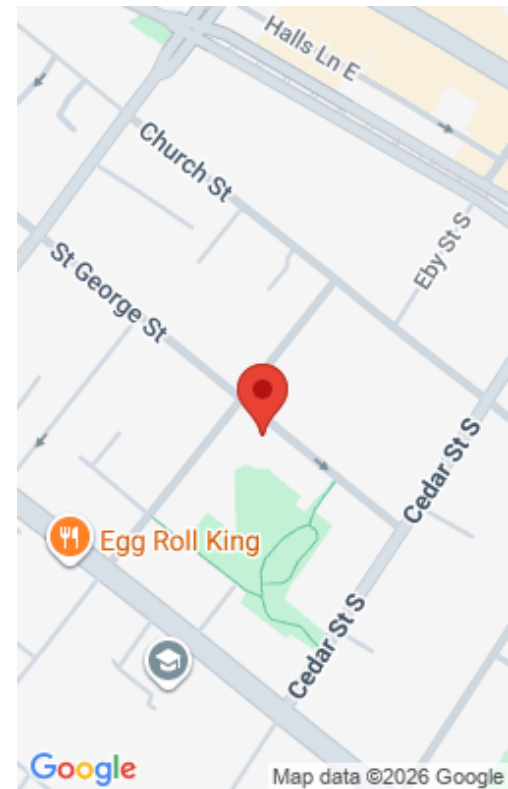 Halls Ln E
Church St
Eby St S
St George St
Cedar St S
Egg Roll King
Cedar St S
Google
Map data ©2026 Google